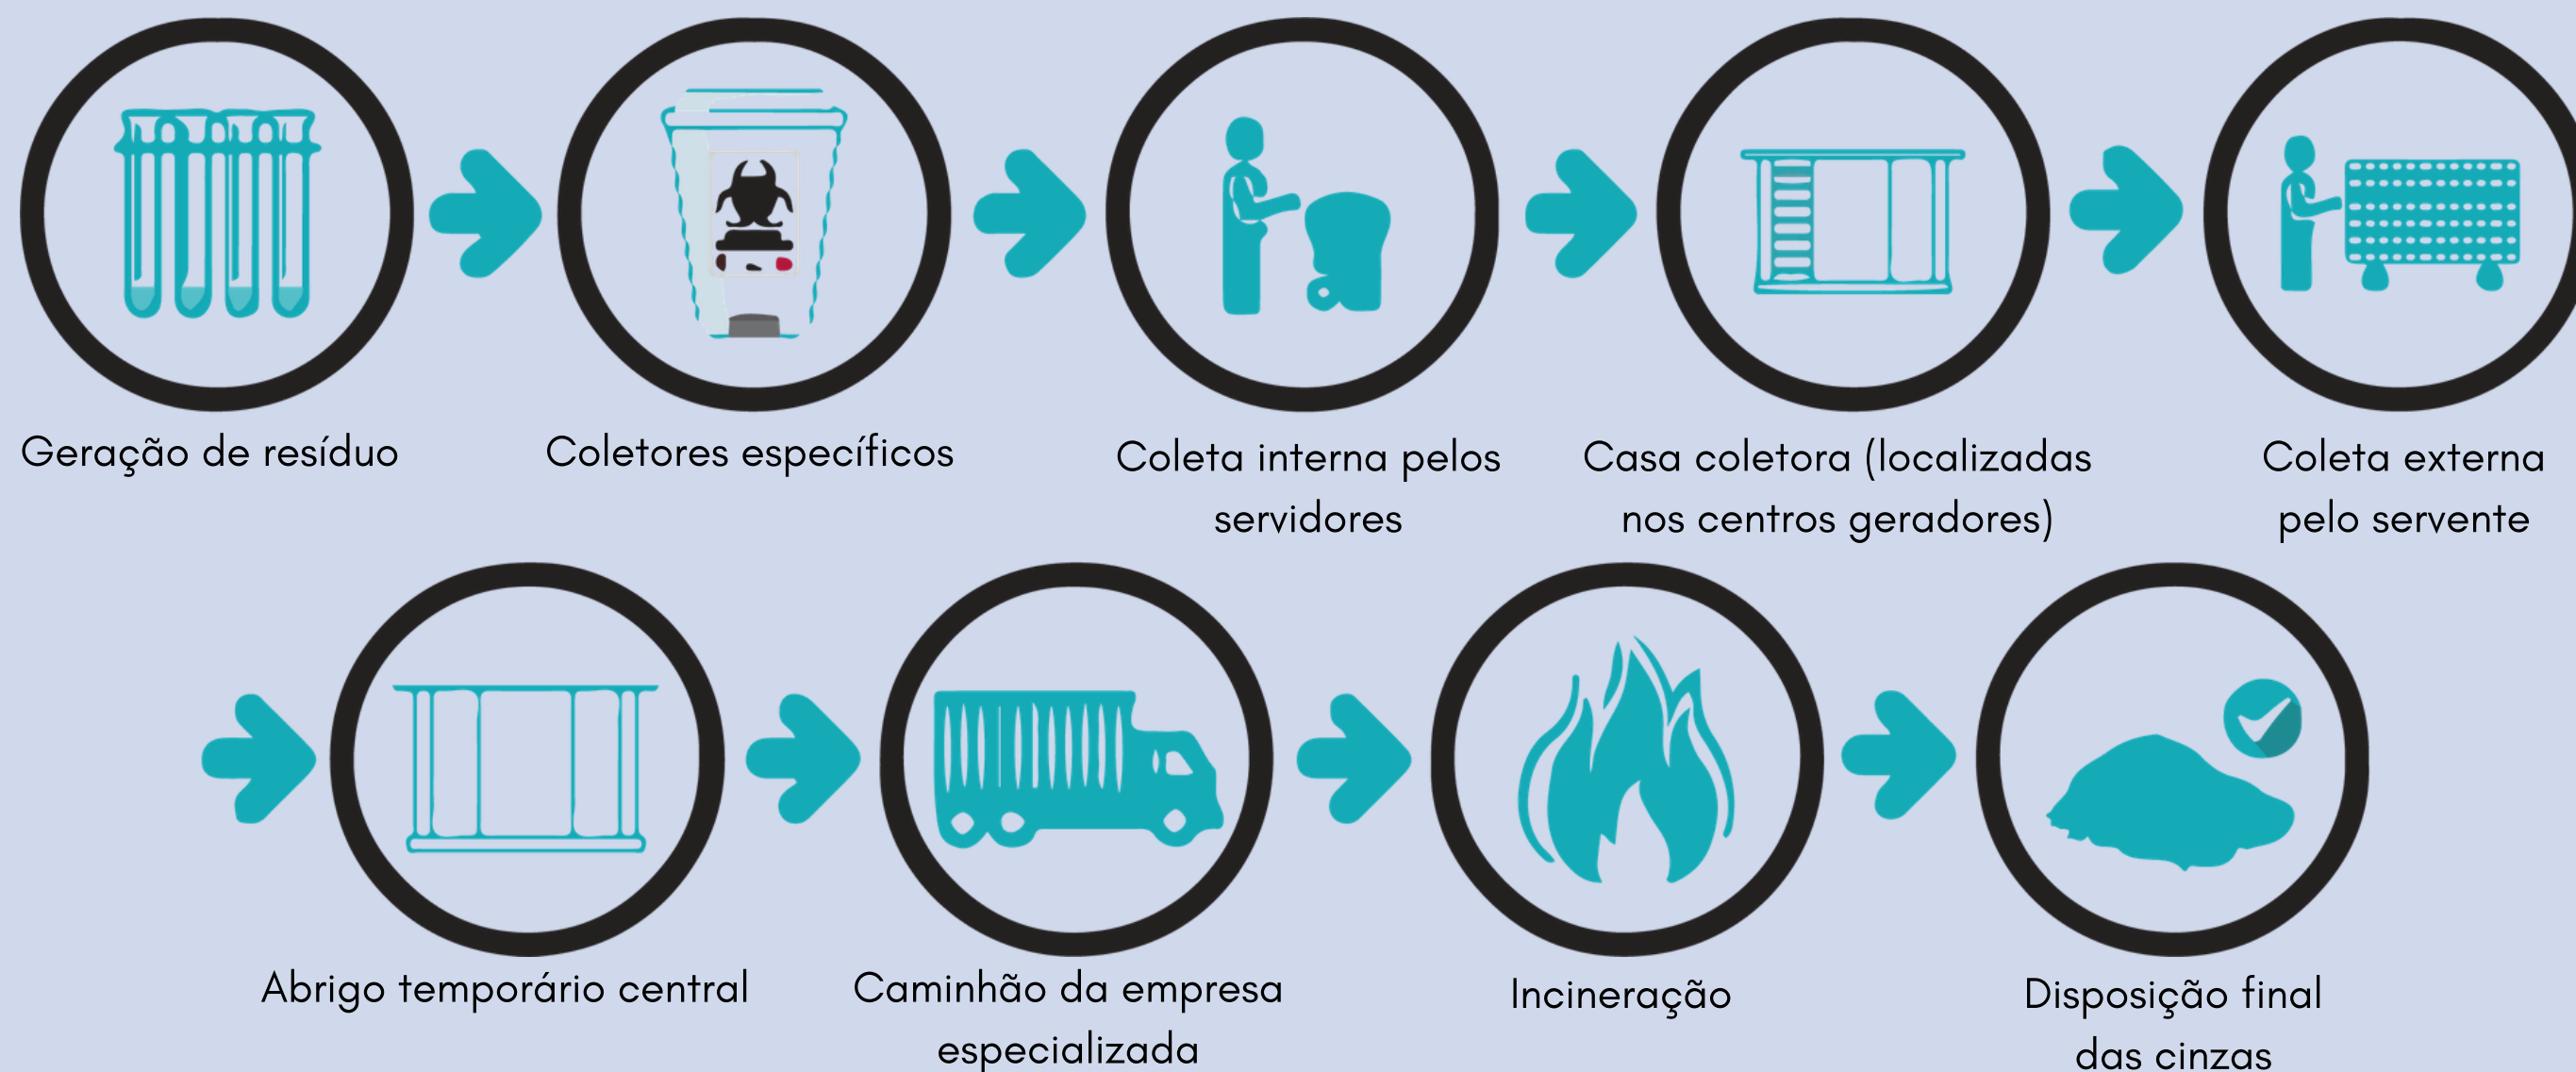 Geração de resíduo
Coletores específicos
Coleta interna pelos
servidores
Casa coletora (localizadas
nos centros geradores)
Coleta externa
pelo servente
Abrigo temporário central
Caminhão da empresa
especializada
Incineração
Disposição final
das cinzas